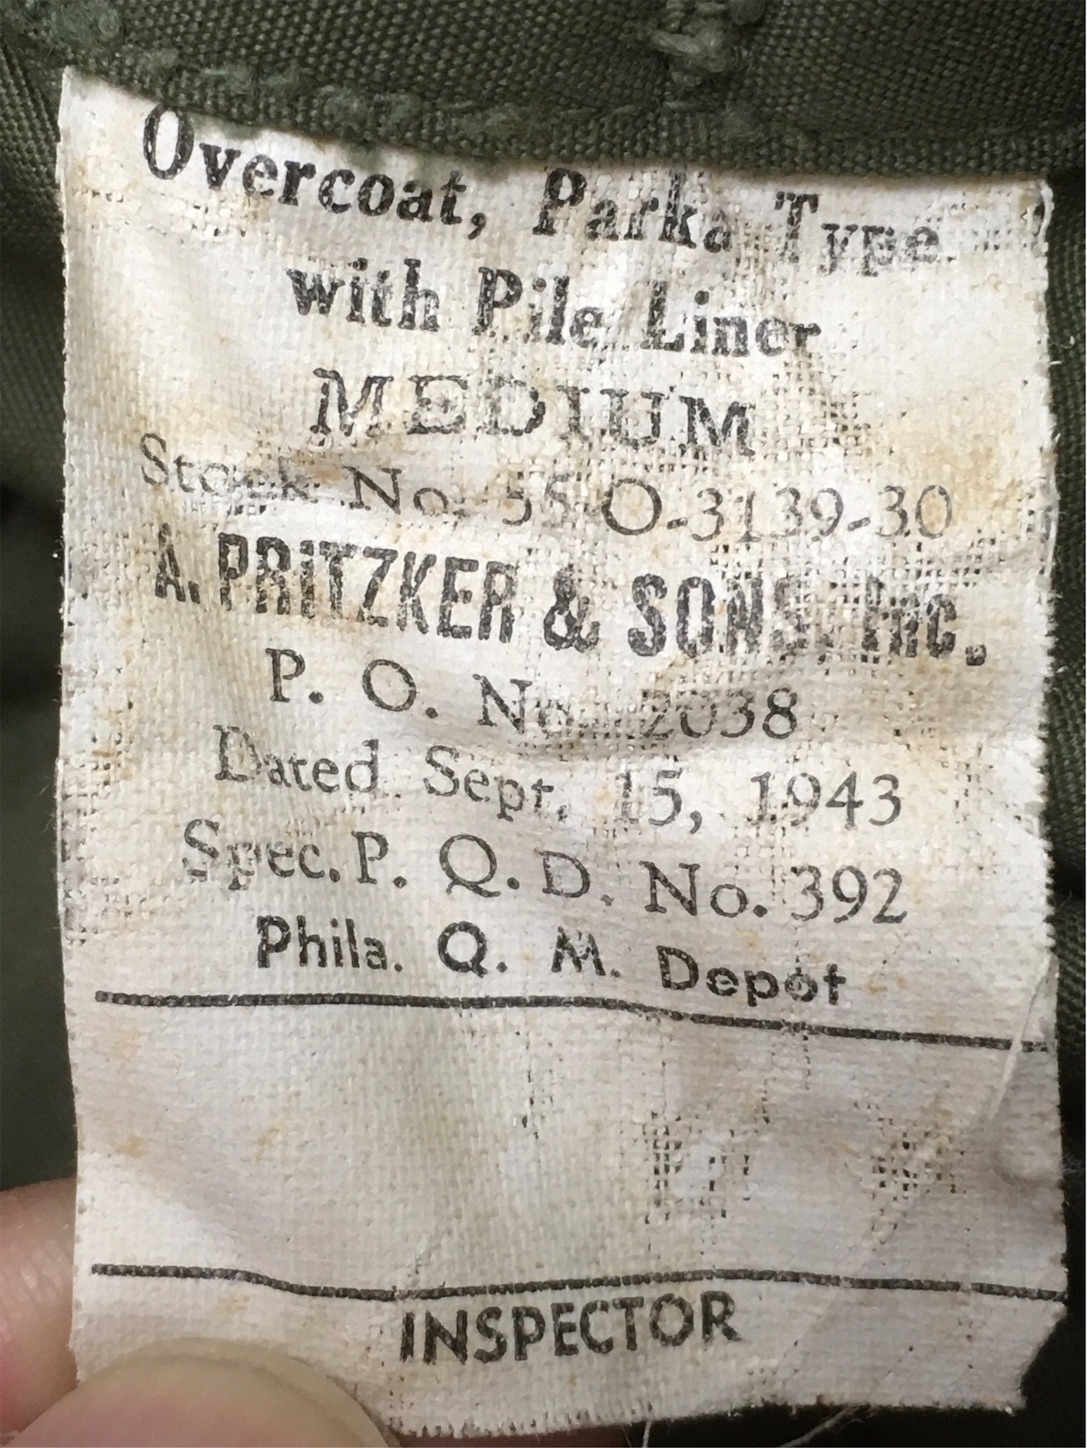 Overcoat, Parka Type
with Pile Liner
MEDIUM
Stock No. 55-O-3139-30
A. PRITZKER & SONS, Inc.
P. O. No. 2038
Dated Sept. 15, 1943
Spec. P. Q. D. No. 392
Phila. Q. M. Depot
INSPECTOR